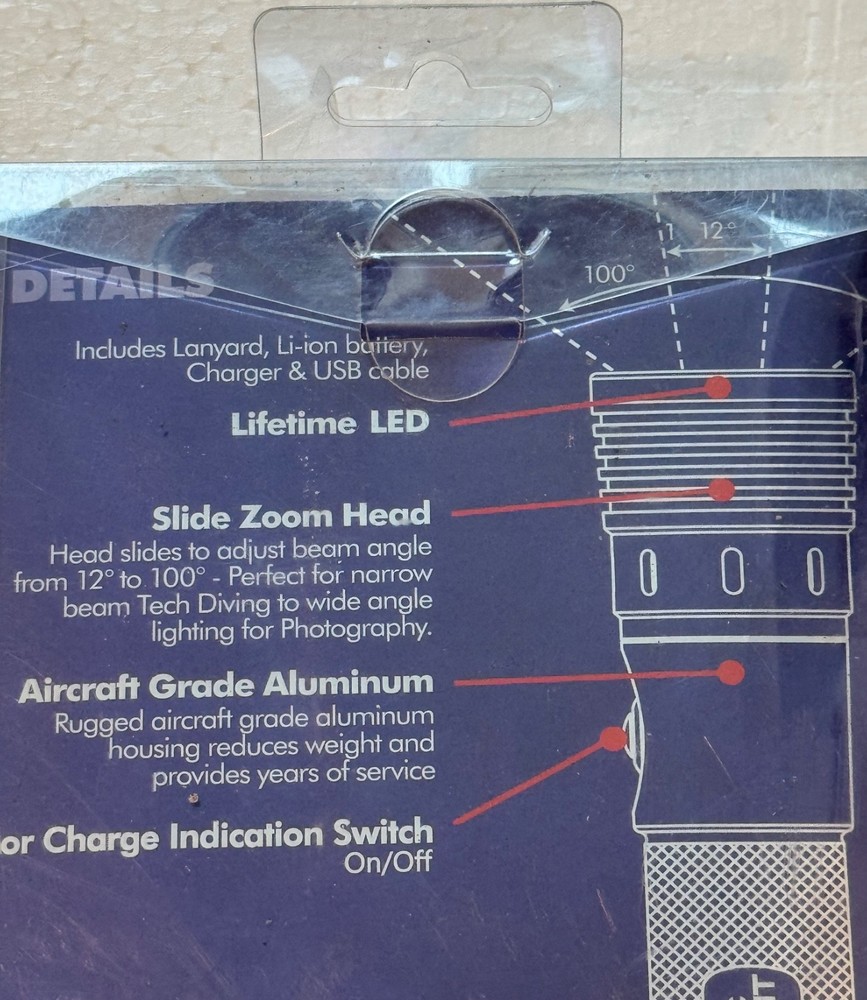 12°
100°
DETAILS
Includes Lanyard, Li-ion battery,
Charger & USB cable
Lifetime LED
Slide Zoom Head
Head slides to adjust beam angle
from 12° to 100° - Perfect for narrow
beam Tech Diving to wide angle
lighting for Photography.
Aircraft Grade Aluminum
Rugged aircraft grade aluminum
housing reduces weight and
provides years of service
or Charge Indication Switch
On/Off